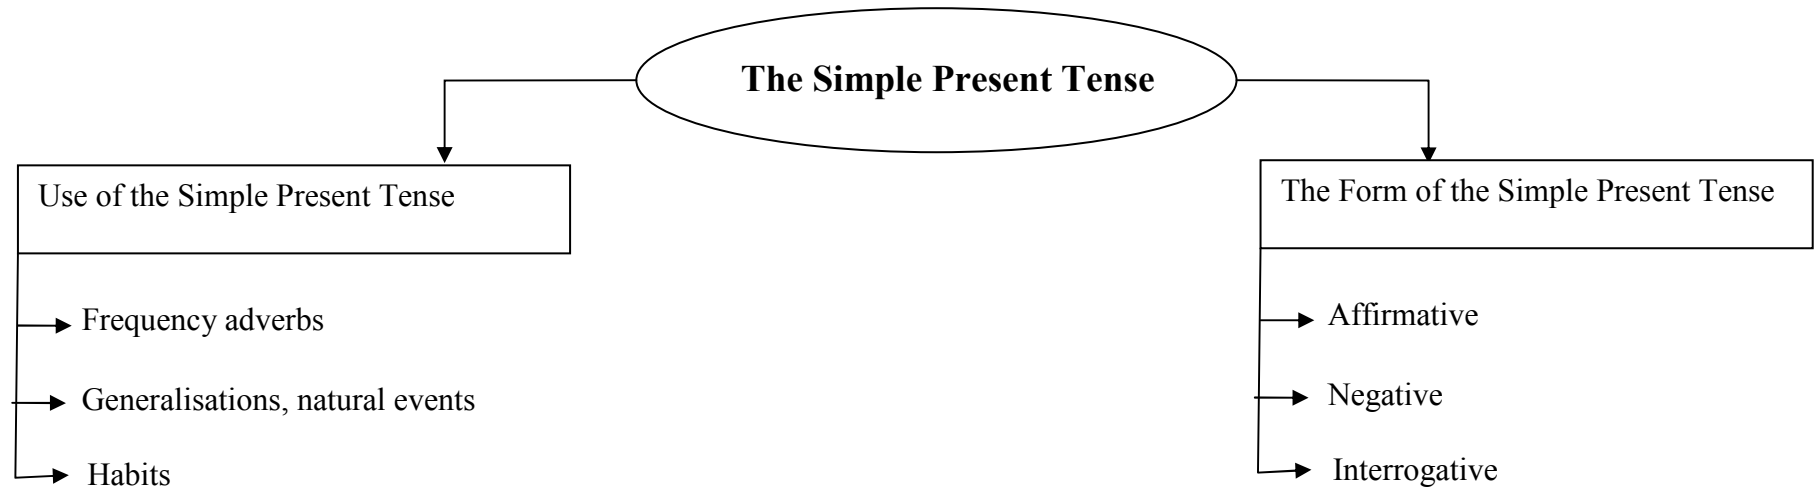 The Simple Present Tense
Use of the Simple Present Tense
Frequency adverbs
Generalisations, natural events
Habits
The Form of the Simple Present Tense
Affirmative
Negative
Interrogative